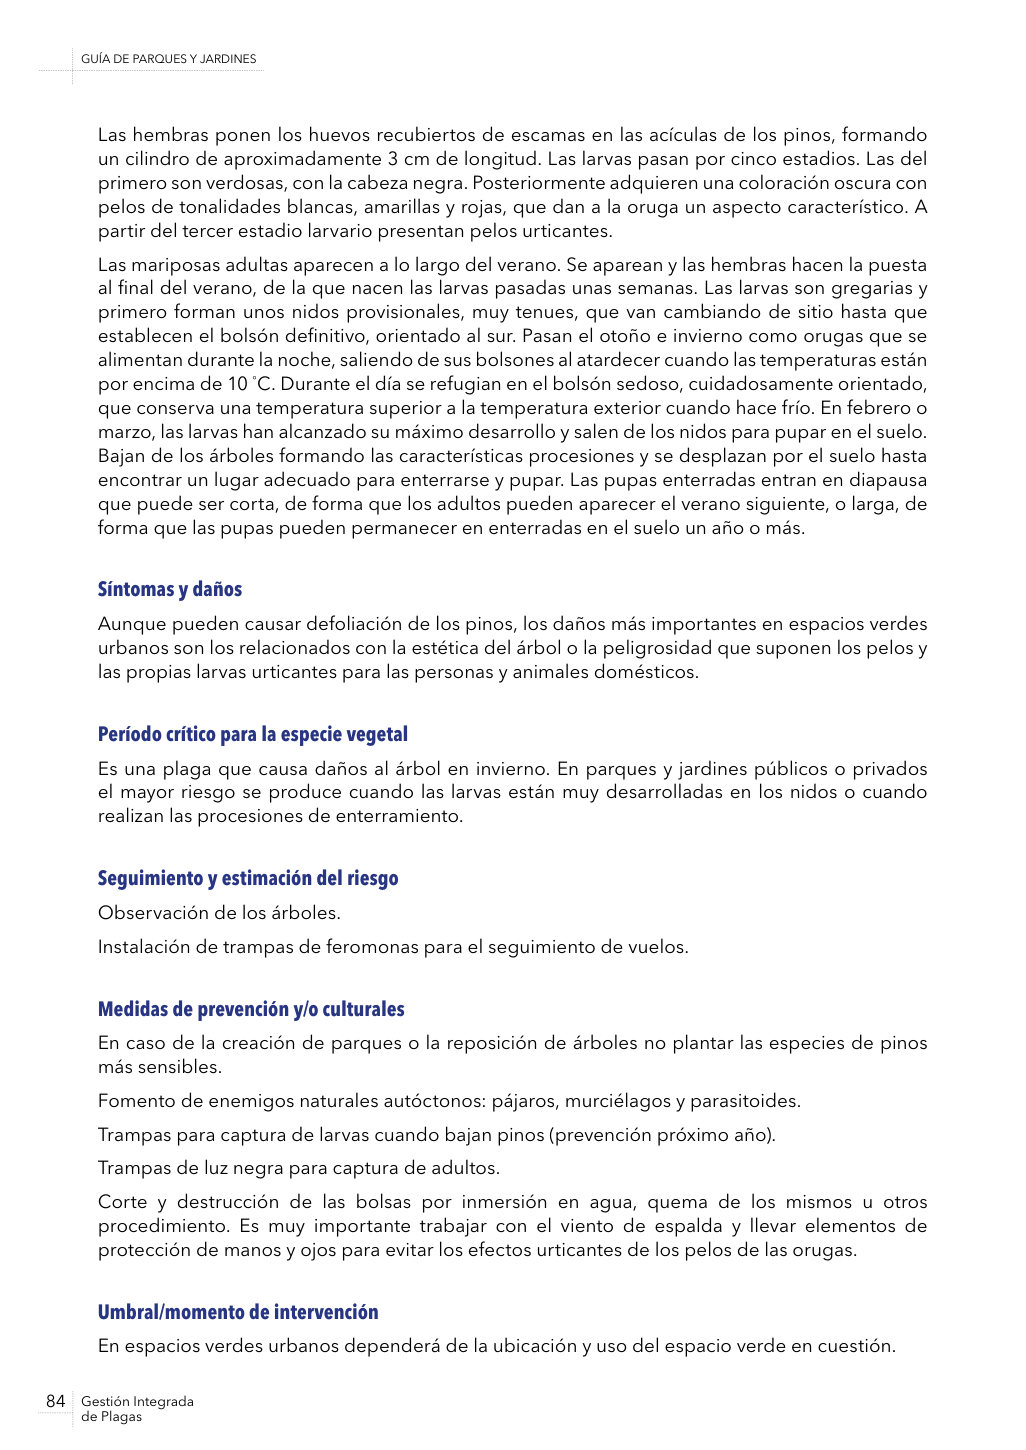 GUÍA DE PARQUES Y JARDINES
Las hembras ponen los huevos recubiertos de escamas en las acículas de los pinos, formando
un cilindro de aproximadamente 3 cm de longitud. Las larvas pasan por cinco estadios. Las del
primero son verdosas, con la cabeza negra. Posteriormente adquieren una coloración oscura con
pelos de tonalidades blancas, amarillas y rojas, que dan a la oruga un aspecto característico. A
partir del tercer estadio larvario presentan pelos urticantes.
Las mariposas adultas aparecen a lo largo del verano. Se aparean y las hembras hacen la puesta
al final del verano, de la que nacen las larvas pasadas unas semanas. Las larvas son gregarias y
primero forman unos nidos provisionales, muy tenues, que van cambiando de sitio hasta que
establecen el bolsón definitivo, orientado al sur. Pasan el otoño e invierno como orugas que se
alimentan durante la noche, saliendo de sus bolsones al atardecer cuando las temperaturas están
por encima de 10 °C. Durante el día se refugian en el bolsón sedoso, cuidadosamente orientado,
que conserva una temperatura superior a la temperatura exterior cuando hace frío. En febrero o
marzo, las larvas han alcanzado su máximo desarrollo y salen de los nidos para pupar en el suelo.
Bajan de los árboles formando las características procesiones y se desplazan por el suelo hasta
encontrar un lugar adecuado para enterrarse y pupar. Las pupas enterradas entran en diapausa
que puede ser corta, de forma que los adultos pueden aparecer el verano siguiente, o larga, de
forma que las pupas pueden permanecer en enterradas en el suelo un año o más.
Síntomas y daños
Aunque pueden causar defoliación de los pinos, los daños más importantes en espacios verdes
urbanos son los relacionados con la estética del árbol o la peligrosidad que suponen los pelos y
las propias larvas urticantes para las personas y animales domésticos.
Período crítico para la especie vegetal
Es una plaga que causa daños al árbol en invierno. En parques y jardines públicos o privados
el mayor riesgo se produce cuando las larvas están muy desarrolladas en los nidos o cuando
realizan las procesiones de enterramiento.
Seguimiento y estimación del riesgo
Observación de los árboles.
Instalación de trampas de feromonas para el seguimiento de vuelos.
Medidas de prevención y/o culturales
En caso de la creación de parques o la reposición de árboles no plantar las especies de pinos
más sensibles.
Fomento de enemigos naturales autóctonos: pájaros, murciélagos y parasitoides.
Trampas para captura de larvas cuando bajan pinos (prevención próximo año).
Trampas de luz negra para captura de adultos.
Corte y destrucción de las bolsas por inmersión en agua, quema de los mismos u otros
procedimiento. Es muy importante trabajar con el viento de espalda y llevar elementos de
protección de manos y ojos para evitar los efectos urticantes de los pelos de las orugas.
Umbral/momento de intervención
En espacios verdes urbanos dependerá de la ubicación y uso del espacio verde en cuestión.
84 Gestión Integrada
de Plagas